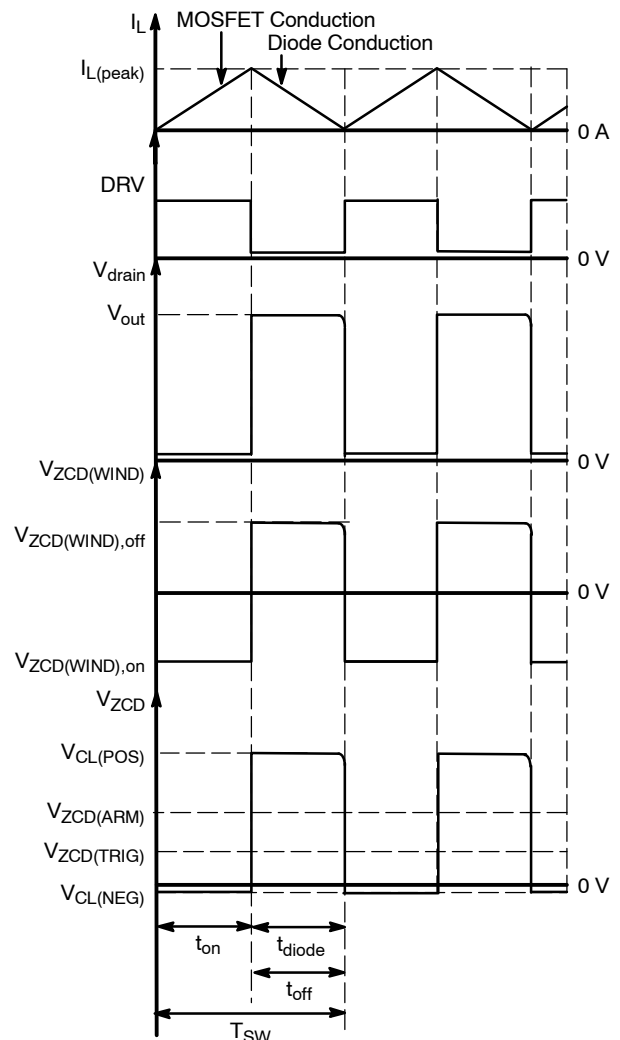 I_L
MOSFET Conduction
Diode Conduction
I_L(peak)
0 A
DRV
0 V
V_drain
V_out
0 V
V_ZCD(WIND)
V_ZCD(WIND),off
0 V
V_ZCD(WIND),on
V_ZCD
V_CL(POS)
V_ZCD(ARM)
V_ZCD(TRIG)
0 V
V_CL(NEG)
t_on
t_diode
t_off
T_SW